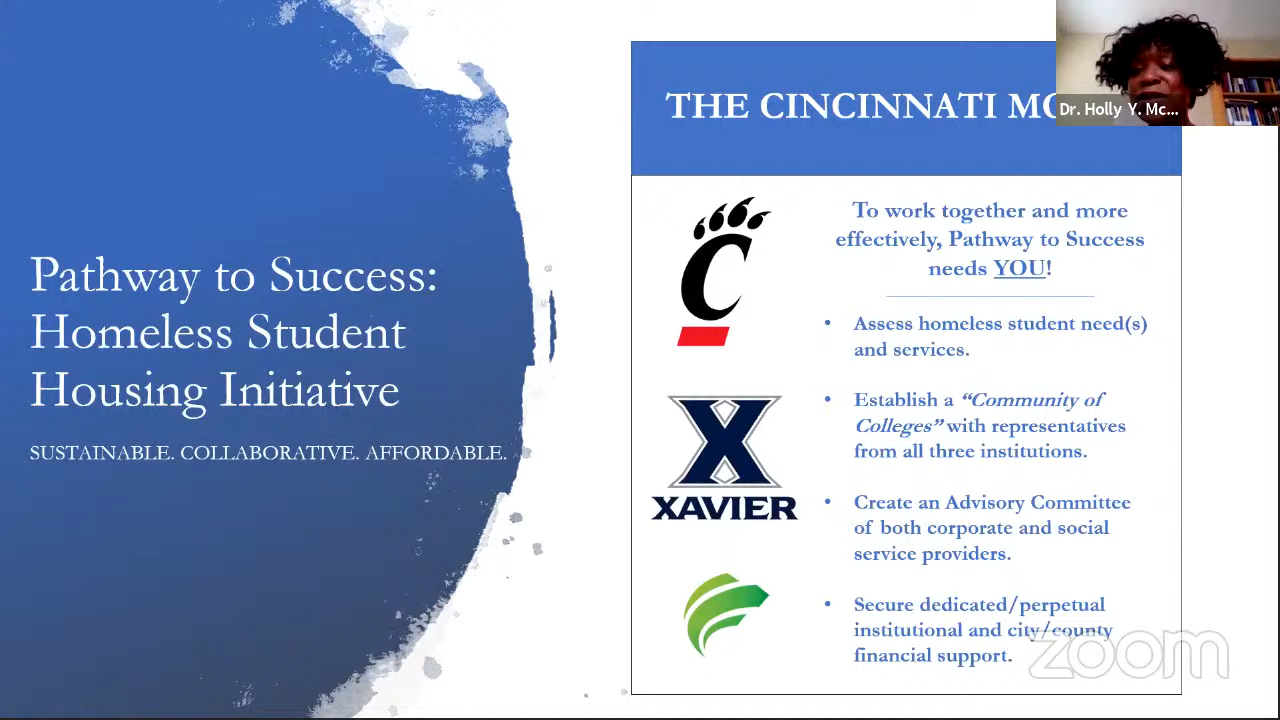 Pathway to Success:
Homeless Student
Housing Initiative
SUSTAINABLE. COLLABORATIVE. AFFORDABLE.
THE CINCINNATI
Dr. Holly Y. Mc...
To work together and more
effectively, Pathway to Success
needs YOU!
• Assess homeless student need(s)
and services.
• Establish a “Community of
Colleges” with representatives
from all three institutions.
• Create an Advisory Committee
of both corporate and social
service providers.
• Secure dedicated/perpetual
institutional and city/county
financial support.
C
X
XAVIER
zoom